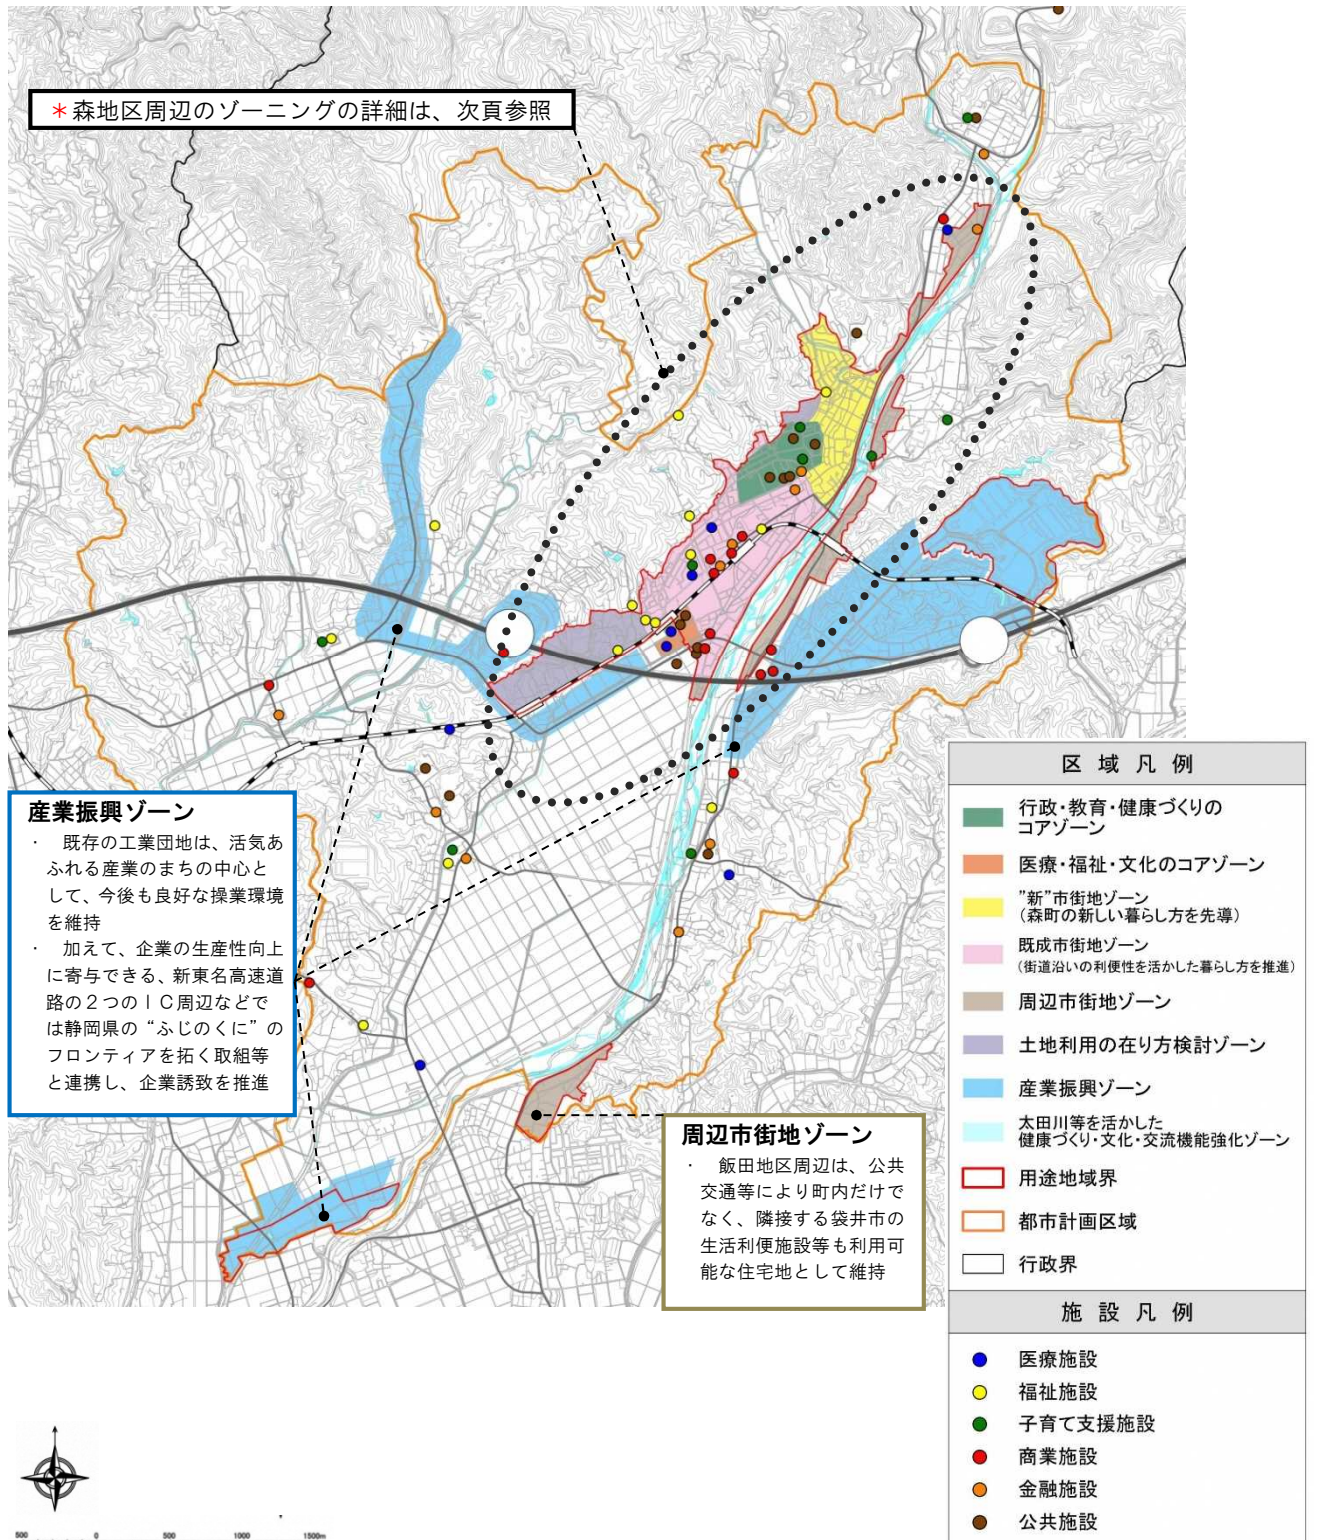 ＊森地区周辺のゾーニングの詳細は、次頁参照
産業振興ゾーン
・　既存の工業団地は、活気あ
ふれる産業のまちの中心と
して、今後も良好な操業環境
を維持
・　加えて、企業の生産性向上
に寄与できる、新東名高速道
路の２つのＩＣ周辺などで
は静岡県の“ふじのくに”の
フロンティアを拓く取組等
と連携し、企業誘致を推進
周辺市街地ゾーン
・　飯田地区周辺は、公共
交通等により町内だけで
なく、隣接する袋井市の
生活利便施設等も利用可
能な住宅地として維持
区 域 凡 例
行政・教育・健康づくりの
コアゾーン
医療・福祉・文化のコアゾーン
”新”市街地ゾーン
（森町の新しい暮らし方を先導）
既成市街地ゾーン
（街道沿いの利便性を活かした暮らし方を推進）
周辺市街地ゾーン
土地利用の在り方検討ゾーン
産業振興ゾーン
太田川等を活かした
健康づくり・文化・交流機能強化ゾーン
用途地域界
都市計画区域
行政界
施 設 凡 例
医療施設
福祉施設
子育て支援施設
商業施設
金融施設
公共施設
500 0 500 1000 1500m